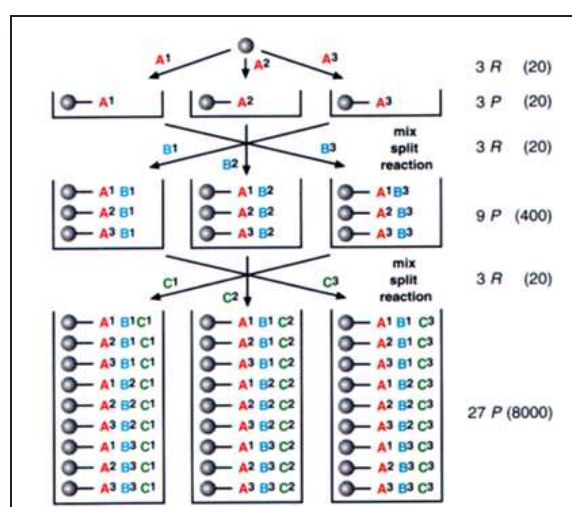 A1 A2 A3 3 R (20)
A1 A2 A3 3 P (20)
mix
B1 B2 B3 split 3 R (20)
reaction
A1 B1 A1 B2 A1B3
A2 B1 A2 B2 A2 B3 9 P (400)
A3 B1 A3 B2 A3 B3
mix
C1 C2 C3 split 3 R (20)
reaction
A1 B1C1 A1 B1 C2 A1 B1 C3
A2 B1 C1 A2 B1 C2 A2 B1 C3
A3 B1 C1 A3 B1 C2 A3 B1 C3
A1 B2 C1 A1 B2 C2 A1 B2 C3
A2 B2 C1 A2 B2 C2 A2 B2 C3 27 P (8000)
A3 B2 C1 A3 B2 C2 A3 B2 C3
A1 B3 C1 A1 B3 C2 A1 B3 C3
A2 B3 C1 A2 B3 C2 A2 B3 C3
A3 B3 C1 A3 B3 C2 A3 B3 C3